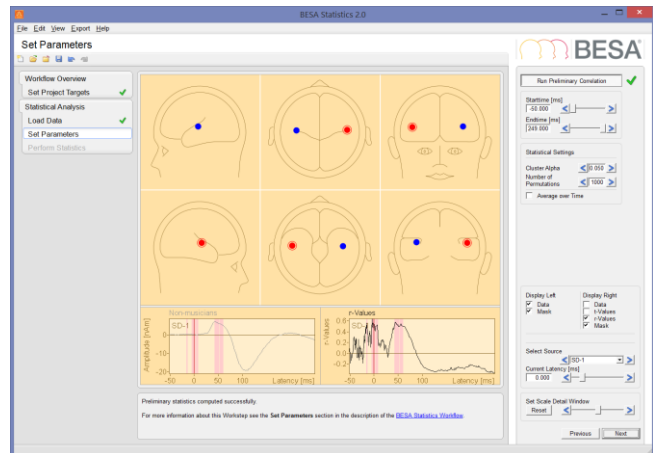 BESA Statistics 2.0
File Edit View Export Help
Set Parameters
BESA
Workflow Overview
Set Project Targets
Statistical Analysis
Load Data
Set Parameters
Perform Statistics
Run Preliminary Correlation
Starttime [ms]
-50.000
Endtime [ms]
249.000
Statistical Settings
Cluster Alpha
0.050
Number of
Permutations
1000
Average over Time
Display Left
Display Right
Data
Mask
Data
t-Values
r-Values
Mask
Select Source
SD-1
Current Latency [ms]
0.000
Set Scale Detail Window
Reset
Previous
Next
Non-musicians
SD-1
Amplitude [nAm]
0
-10
-20
-50 0 50 100
Latency [ms]
r-Values
SD-1
r-Values
0.6
0.4
0.2
-0.0
-0.2
-50 0 50 100
Latency [ms]
Preliminary statistics computed successfully.
For more information about this Workstep see the Set Parameters section in the description of the BESA Statistics Workflow.